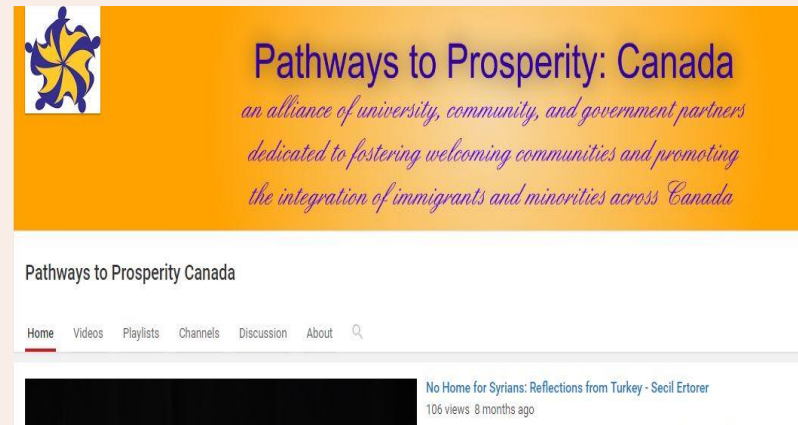 Pathways to Prosperity: Canada
an alliance of university, community, and government partners
dedicated to fostering welcoming communities and promoting
the integration of immigrants and minorities across Canada
Pathways to Prosperity Canada
Home Videos Playlists Channels Discussion About
No Home for Syrians: Reflections from Turkey - Secil Ertorer
106 views 8 months ago